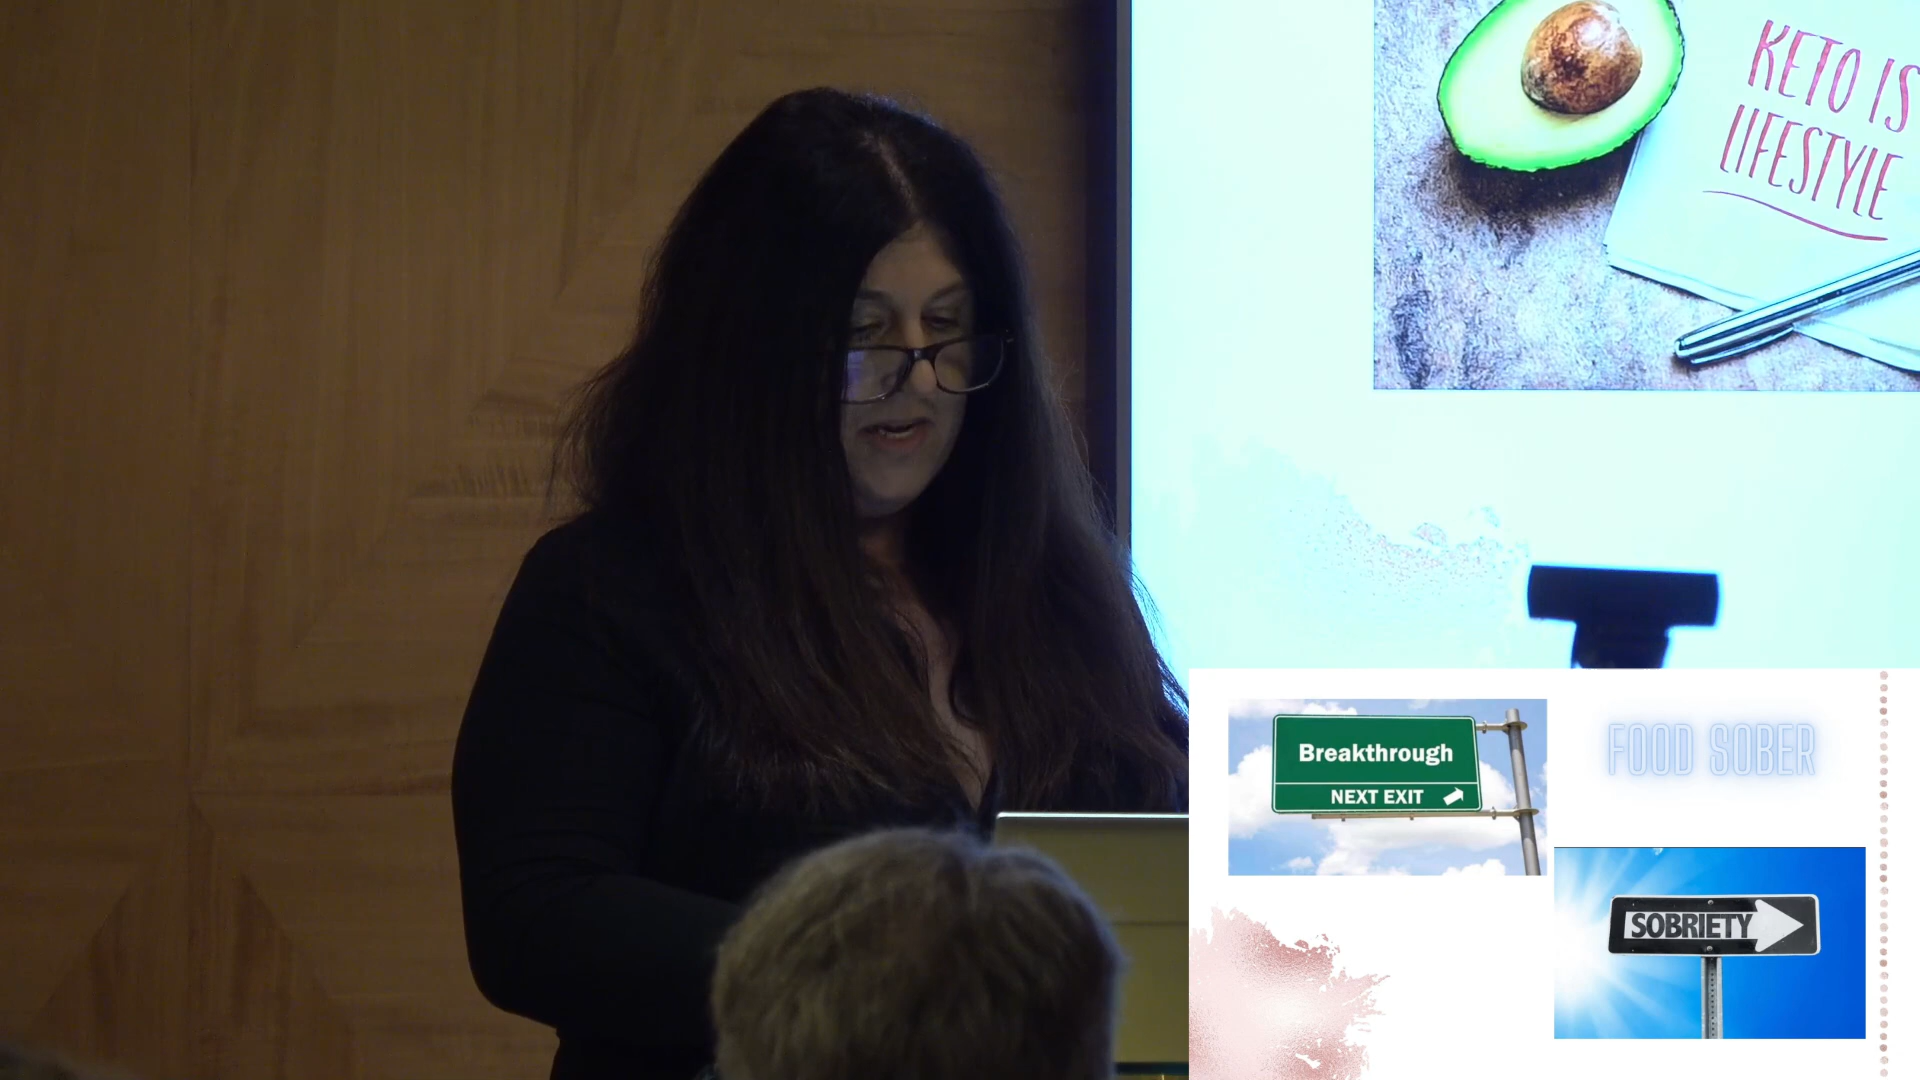 KETO IS
LIFESTYLE
Breakthrough
NEXT EXIT
FOOD SOBER
SOBRIETY